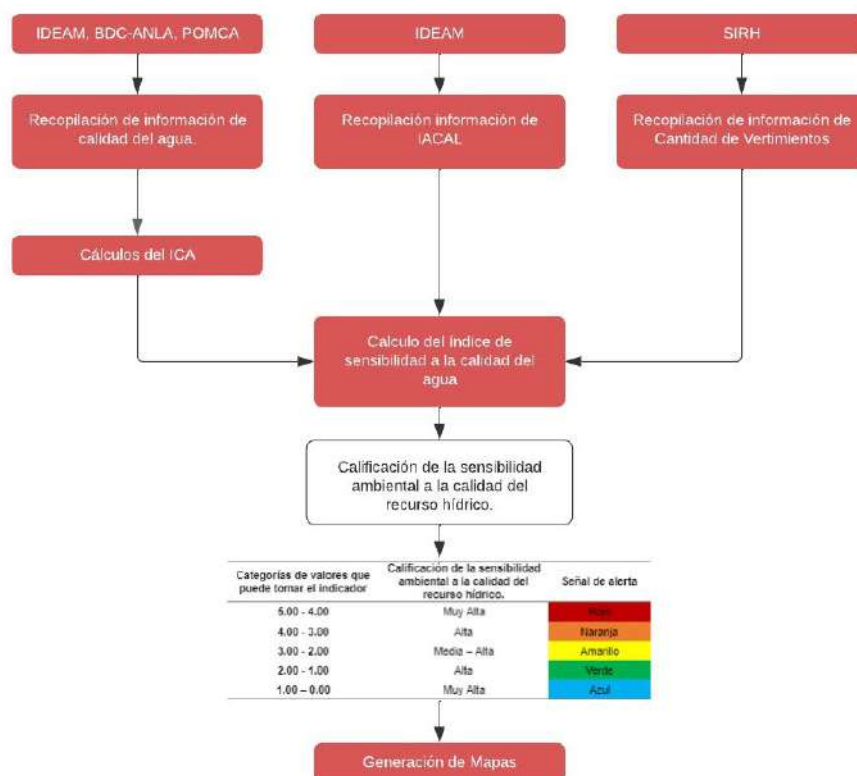 IDEAM, BDC-ANLA, POMCA
IDEAM
SIRH
Recopilación de información de
calidad del agua.
Recopilación información de
IACAL
Recopilación de información de
Cantidad de Vertimientos
Cálculos del ICA
Calculo del índice de
sensibilidad a la calidad del
agua
Calificación de la sensibilidad
ambiental a la calidad del
recurso hídrico.
Categorías de valores que
puede tomar el indicador
Calificación de la sensibilidad
ambiental a la calidad del
recurso hídrico.
Señal de alerta
5.00 - 4.00 Muy Alta Rojo
4.00 - 3.00 Alta Naranja
3.00 - 2.00 Media – Alta Amarillo
2.00 - 1.00 Alta Verde
1.00 – 0.00 Muy Alta Azul
Generación de Mapas